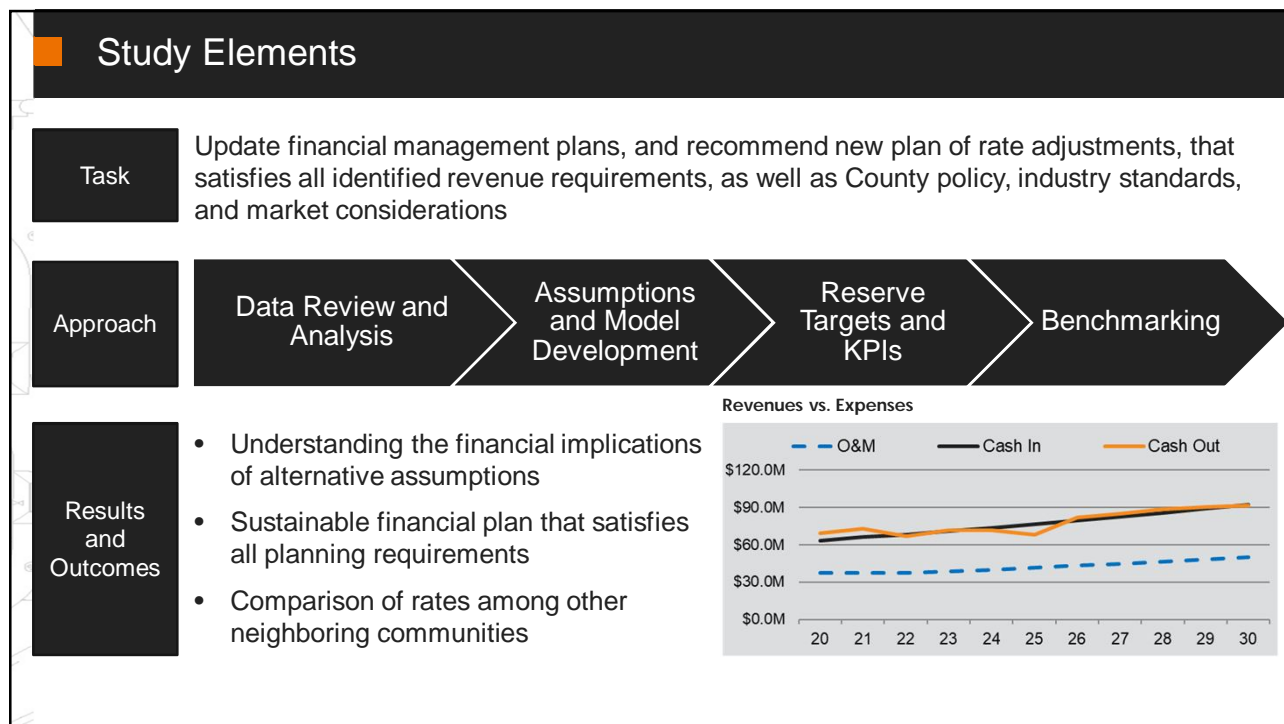 Study Elements
Task
Update financial management plans, and recommend new plan of rate adjustments, that
satisfies all identified revenue requirements, as well as County policy, industry standards,
and market considerations
Approach
Data Review and
Analysis
Assumptions
and Model
Development
Reserve
Targets and
KPIs
Benchmarking
Results
and
Outcomes
• Understanding the financial implications
of alternative assumptions
• Sustainable financial plan that satisfies
all planning requirements
• Comparison of rates among other
neighboring communities
Revenues vs. Expenses
O&M Cash In Cash Out
$120.0M
$90.0M
$60.0M
$30.0M
$0.0M
20 21 22 23 24 25 26 27 28 29 30